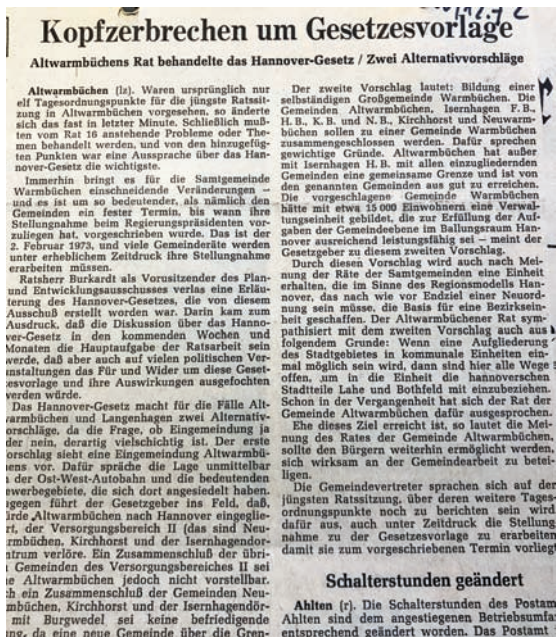 Kopfzerbrechen um Gesetzesvorlage
Altwarmbüchens Rat behandelte das Hannover-Gesetz / Zwei Alternativvorschläge
Altwarmbüchen (lz). Waren ursprünglich nur
elf Tagesordnungspunkte für die jüngste Ratssit-
zung in Altwarmbüchen vorgesehen, so änderte
sich das fast in letzter Minute. Schließlich muß-
ten vom Rat 16 anstehende Probleme oder The-
men behandelt werden, und von den hinzugefüg-
ten Punkten war eine Aussprache über das Han-
nover-Gesetz die wichtigste.
Immerhin bringt es für die Samtgemeinde
Warmbüchen einschneidende Veränderungen –
und es ist um so bedeutender, als nämlich den
Gemeinden ein fester Termin, bis wann ihre
Stellungnahme beim Regierungspräsidenten vor-
zuliegen hat, vorgeschrieben wurde. Das ist der
2. Februar 1973, und viele Gemeinderäte werden
unter erheblichem Zeitdruck ihre Stellungnahme
erarbeiten müssen.
Ratsherr Burkardt als Vorsitzender des Plan-
und Entwicklungsausschusses verlas eine Erläu-
terung des Hannover-Gesetzes, die von diesem
Ausschuß erstellt worden war. Darin kam zum
Ausdruck, daß die Diskussion über das Hanno-
ver-Gesetz in den kommenden Wochen und
Monaten die Hauptaufgabe der Ratsarbeit sein
werde, daß aber auch auf vielen politischen Ver-
anstaltungen das Für und Wider um diese Geset-
zesvorlage und ihre Auswirkungen ausgefochten
werden würde.
Das Hannover-Gesetz macht für die Fälle Alt-
warmbüchen und Langenhagen zwei Alternativ-
orschläge, da die Frage, ob Eingemeindung ja
der nein, derartig vielschichtig ist. Der erste
orschlag sieht eine Eingemeindung Altwarmbü-
ens vor. Dafür spräche die Lage unmittelbar
der Ost-West-Autobahn und die bedeutenden
ewerbegebiete, die sich dort angesiedelt haben.
gegen führt der Gesetzgeber ins Feld, daß,
ürde Altwarmbüchen nach Hannover eingeglie-
rt, der Versorgungsbereich II (das sind Neu-
rmbüchen, Kirchhorst und der Isernhagendor-
ntrum verlöre. Ein Zusammenschluß der übri-
Gemeinden des Versorgungsbereiches II sei
e Altwarmbüchen jedoch nicht vorstellbar.
h ein Zusammenschluß der Gemeinden Neu-
mbüchen, Kirchhorst und der Isernhagendör-
mit Burgwedel sei keine befriedigende
ng, da eine neue Gemeinde über die Gren-
Der zweite Vorschlag lautet: Bildung einer
selbständigen Großgemeinde Warmbüchen. Die
Gemeinden Altwarmbüchen, Isernhagen F. B.,
H. B., K. B. und N. B., Kirchhorst und Neuwarm-
büchen sollen zu einer Gemeinde Warmbüchen
zusammengeschlossen werden. Dafür sprechen
gewichtige Gründe. Altwarmbüchen hat außer
mit Isernhagen H. B. mit allen einzugliedernden
Gemeinden eine gemeinsame Grenze und ist von
den genannten Gemeinden aus gut zu erreichen.
Die vorgeschlagene Gemeinde Warmbüchen
hätte mit etwa 15 000 Einwohnern eine Verwal-
tungseinheit gebildet, die zur Erfüllung der Auf-
gaben der Gemeindeebene im Ballungsraum Han-
nover ausreichend leistungsfähig sei – meint der
Gesetzgeber zu diesem zweiten Vorschlag.
Durch diesen Vorschlag wird auch nach Mei-
nung der Räte der Samtgemeinden eine Einheit
erhalten, die im Sinne des Regionsmodells Han-
nover, das nach wie vor Endziel einer Neuord-
nung sein müsse, die Basis für eine Bezirksein-
heit geschaffen. Der Altwarmbüchener Rat sym-
pathisiert mit dem zweiten Vorschlag auch aus
folgendem Grunde: Wenn eine Aufgliederung
des Stadtgebietes in kommunale Einheiten ein-
mal möglich sein wird, dann sind hier alle Wege
offen, um in die Einheit die hannoverschen
Stadtteile Lahe und Bothfeld mit einzubeziehen.
Schon in der Vergangenheit hat sich der Rat der
Gemeinde Altwarmbüchen dafür ausgesprochen.
Ehe dieses Ziel erreicht ist, so lautet die Mei-
nung des Rates der Gemeinde Altwarmbüchen,
sollte den Bürgern weiterhin ermöglicht werden,
sich wirksam an der Gemeindearbeit zu betei-
ligen.
Die Gemeindevertreter sprachen sich auf der
jüngsten Ratssitzung, über deren weitere Tages-
ordnungspunkte noch zu berichten sein wird
dafür aus, auch unter Zeitdruck die Stellung
nahme zu der Gesetzesvorlage zu erarbeiten
damit sie zum vorgeschriebenen Termin vorliegt
Schalterstunden geändert
Ahlten (r). Die Schalterstunden des Postam
Ahlten sind dem angestiegenen Betriebsumfa
entsprechend geändert worden. Das Postamt